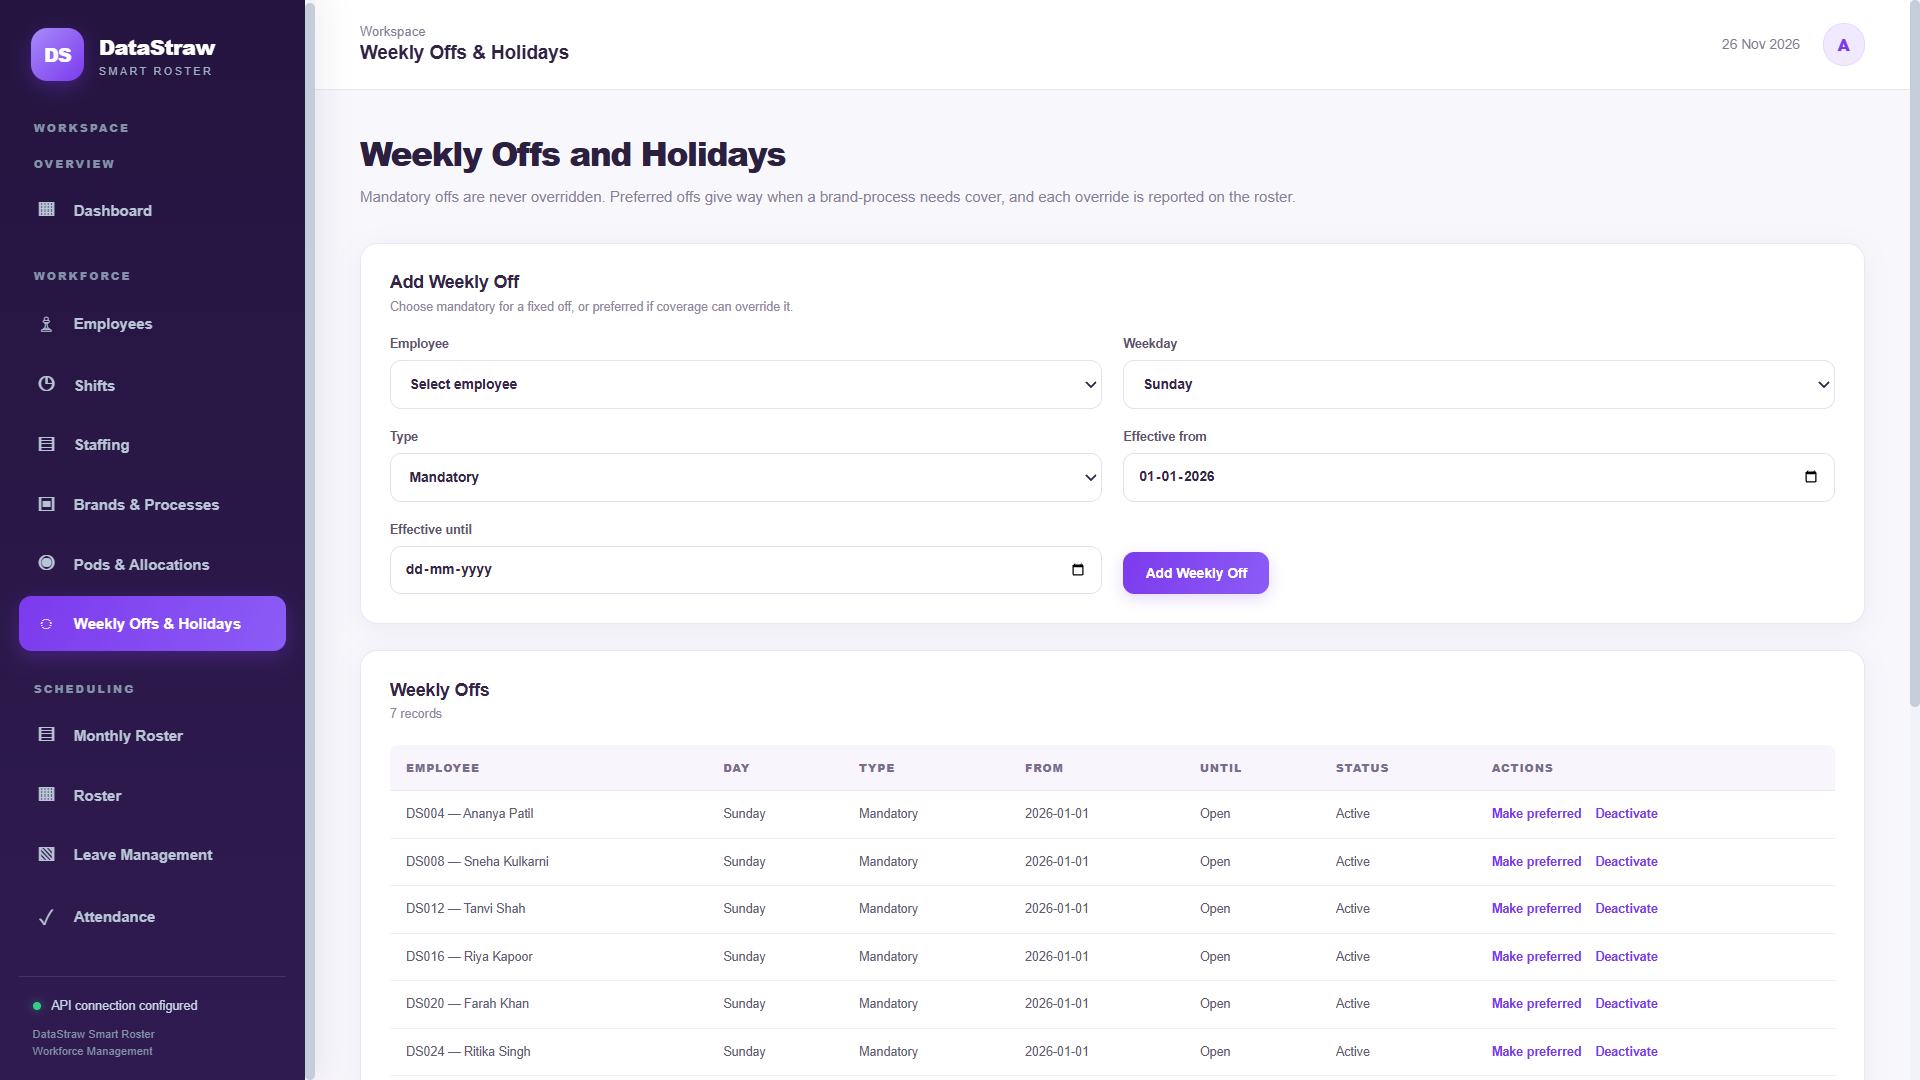 DS
DataStraw
SMART ROSTER
WORKSPACE
OVERVIEW
Dashboard
WORKFORCE
Employees
Shifts
Staffing
Brands & Processes
Pods & Allocations
Weekly Offs & Holidays
SCHEDULING
Monthly Roster
Roster
Leave Management
Attendance
API connection configured
DataStraw Smart Roster
Workforce Management
Workspace
Weekly Offs & Holidays
26 Nov 2026
A
Weekly Offs and Holidays
Mandatory offs are never overridden. Preferred offs give way when a brand-process needs cover, and each override is reported on the roster.
Add Weekly Off
Choose mandatory for a fixed off, or preferred if coverage can override it.
Employee
Weekday
Select employee
Sunday
Type
Effective from
Mandatory
01-01-2026
Effective until
dd-mm-yyyy
Add Weekly Off
Weekly Offs
7 records
EMPLOYEE DAY TYPE FROM UNTIL STATUS ACTIONS
DS004 — Ananya Patil Sunday Mandatory 2026-01-01 Open Active Make preferred Deactivate
DS008 — Sneha Kulkarni Sunday Mandatory 2026-01-01 Open Active Make preferred Deactivate
DS012 — Tanvi Shah Sunday Mandatory 2026-01-01 Open Active Make preferred Deactivate
DS016 — Riya Kapoor Sunday Mandatory 2026-01-01 Open Active Make preferred Deactivate
DS020 — Farah Khan Sunday Mandatory 2026-01-01 Open Active Make preferred Deactivate
DS024 — Ritika Singh Sunday Mandatory 2026-01-01 Open Active Make preferred Deactivate